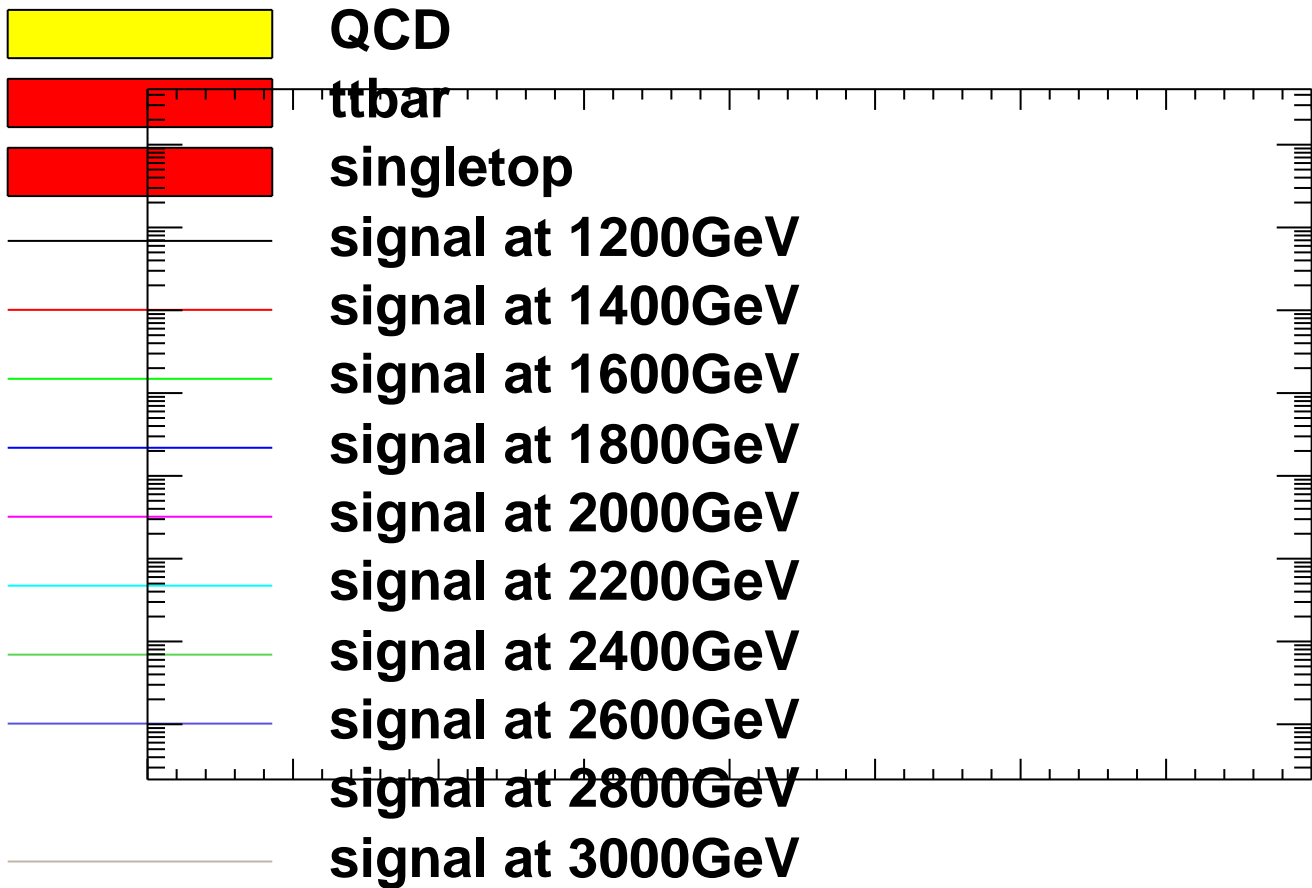 QCD
ttbar
singletop
signal at 1200GeV
signal at 1400GeV
signal at 1600GeV
signal at 1800GeV
signal at 2000GeV
signal at 2200GeV
signal at 2400GeV
signal at 2600GeV
signal at 2800GeV
signal at 3000GeV